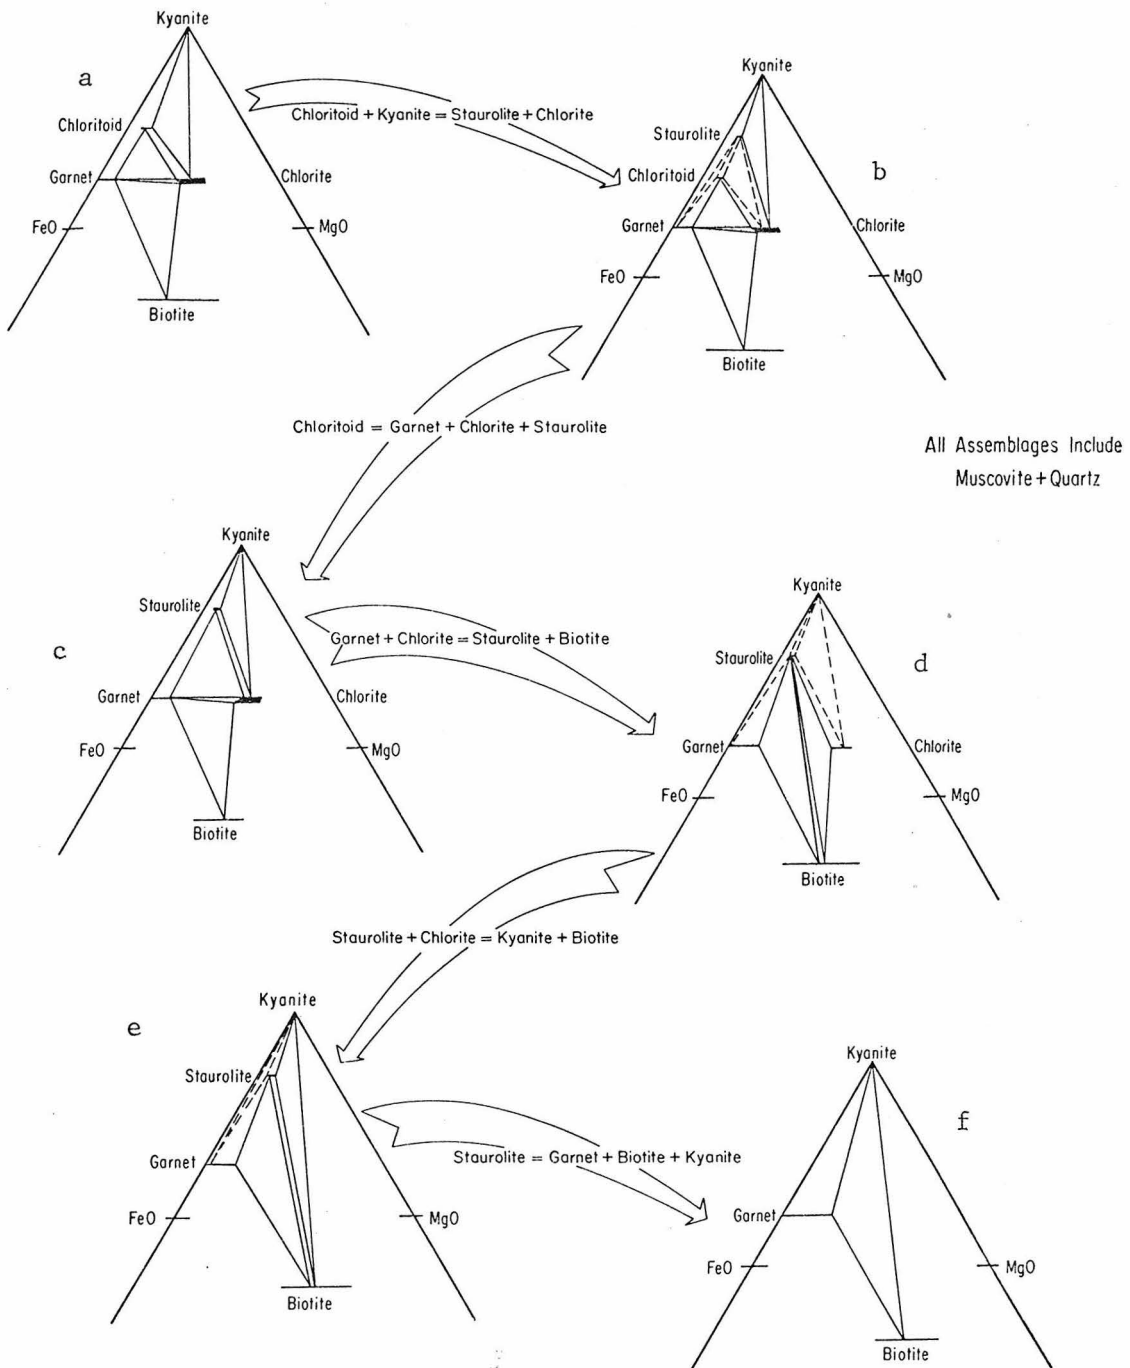 Kyanite
a
Chloritoid
Garnet
Chlorite
FeO
MgO
Biotite
Chloritoid + Kyanite = Staurolite + Chlorite
Kyanite
Staurolite
b
Chloritoid
Garnet
Chlorite
FeO
MgO
Biotite
Chloritoid = Garnet + Chlorite + Staurolite
All Assemblages Include
Muscovite + Quartz
Kyanite
Staurolite
c
Garnet
Chlorite
FeO
MgO
Biotite
Garnet + Chlorite = Staurolite + Biotite
Kyanite
Staurolite
d
Garnet
Chlorite
FeO
MgO
Biotite
Staurolite + Chlorite = Kyanite + Biotite
Kyanite
e
Staurolite
Garnet
FeO
MgO
Biotite
Staurolite = Garnet + Biotite + Kyanite
Kyanite
f
Garnet
FeO
MgO
Biotite